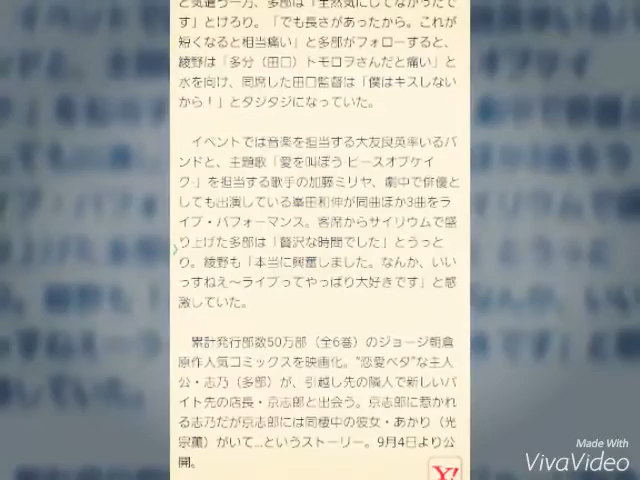 と気遣う一方、多部は「全然気にしてなかったで
す」とけろり。「でも長さがあったから。これが
短くなると相当痛い」と多部がフォローすると、
綾野は「多分（田口）トモロヲさんだと痛い」と
水を向け、同席した田口監督は「僕はキスしない
から！」とタジタジになっていた。
イベントでは音楽を担当する大友良英率いるバ
ンドと、主題歌「愛を叫ぼう ピースオブケイ
ク-」を担当する歌手の加藤ミリヤ、劇中で俳優と
しても出演している峯田和伸が同曲ほか3曲をラ
イブ・パフォーマンス。客席からサイリウムで盛
り上げた多部は「贅沢な時間でした」とうっと
り。綾野も「本当に興奮しました。なんか、いい
っすねえ～ライブってやっぱり大好きです」と感
激していた。
累計発行部数50万部（全6巻）のジョージ朝倉
原作人気コミックスを映画化。“恋愛ベタ”な主人
公・志乃（多部）が、引越し先の隣人で新しいバ
イト先の店長・京志郎と出会う。京志郎に惹かれ
る志乃だが京志郎には同棲中の彼女・あかり（光
宗薫）がいて…というストーリー。9月4日より公
開。
Y!
Made With
VivaVideo